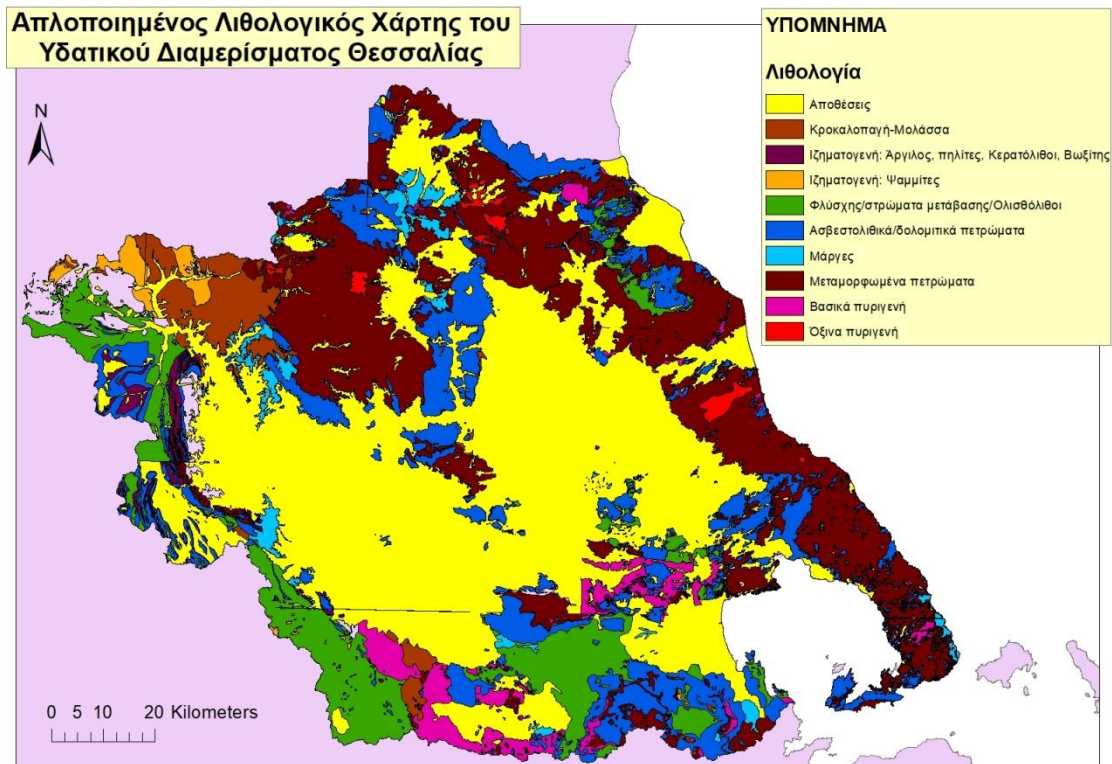 Απλοποιημένος Λιθολογικός Χάρτης του
Υδατικού Διαμερίσματος Θεσσαλίας
ΥΠΟΜΝΗΜΑ
Λιθολογία
Αποθέσεις
Κροκαλοπαγή-Μολάσσα
Ιζηματογενή: Άργιλος, πηλίτες, Κερατόλιθοι, Βωξίτης
Ιζηματογενή: Ψαμμίτες
Φλύσχης/στρώματα μετάβασης/Ολισθόλιθοι
Ασβεστολιθικά/δολομιτικά πετρώματα
Μάργες
Μεταμορφωμένα πετρώματα
Βασικά πυριγενή
Όξινα πυριγενή
N
0 5 10 20 Kilometers